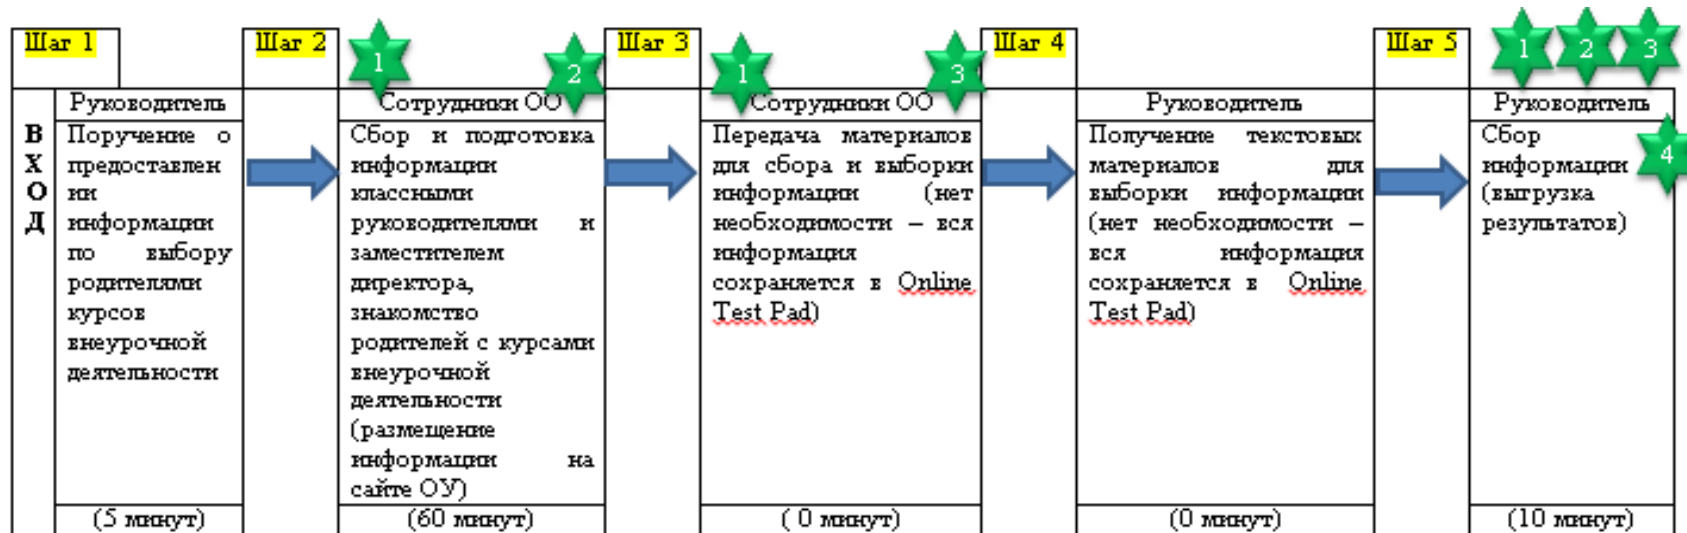 Шаг 1
Шаг 2
1
2
Шаг 3
1
3
Шаг 4
Шаг 5
1
2
3
ВХОД
Руководитель
Поручение о
предоставлен
ии
информации
по выбору
родителями
курсов
внеурочной
деятельности
(5 минут)
Сотрудники ОО
Сбор и подготовка
информации
классными
руководителями и
заместителем
директора,
знакомство
родителей с курсами
внеурочной
деятельности
(размещение
информации на
сайте ОУ)
(60 минут)
Сотрудники ОО
Передача материалов
для сбора и выборки
информации (нет
необходимости – вся
информация
сохраняется в Online
Test Pad)
( 0 минут)
Руководитель
Получение текстовых
материалов для
выборки информации
(нет необходимости –
вся информация
сохраняется в Online
Test Pad)
(0 минут)
Руководитель
Сбор
информации
(выгрузка
результатов)
4
(10 минут)